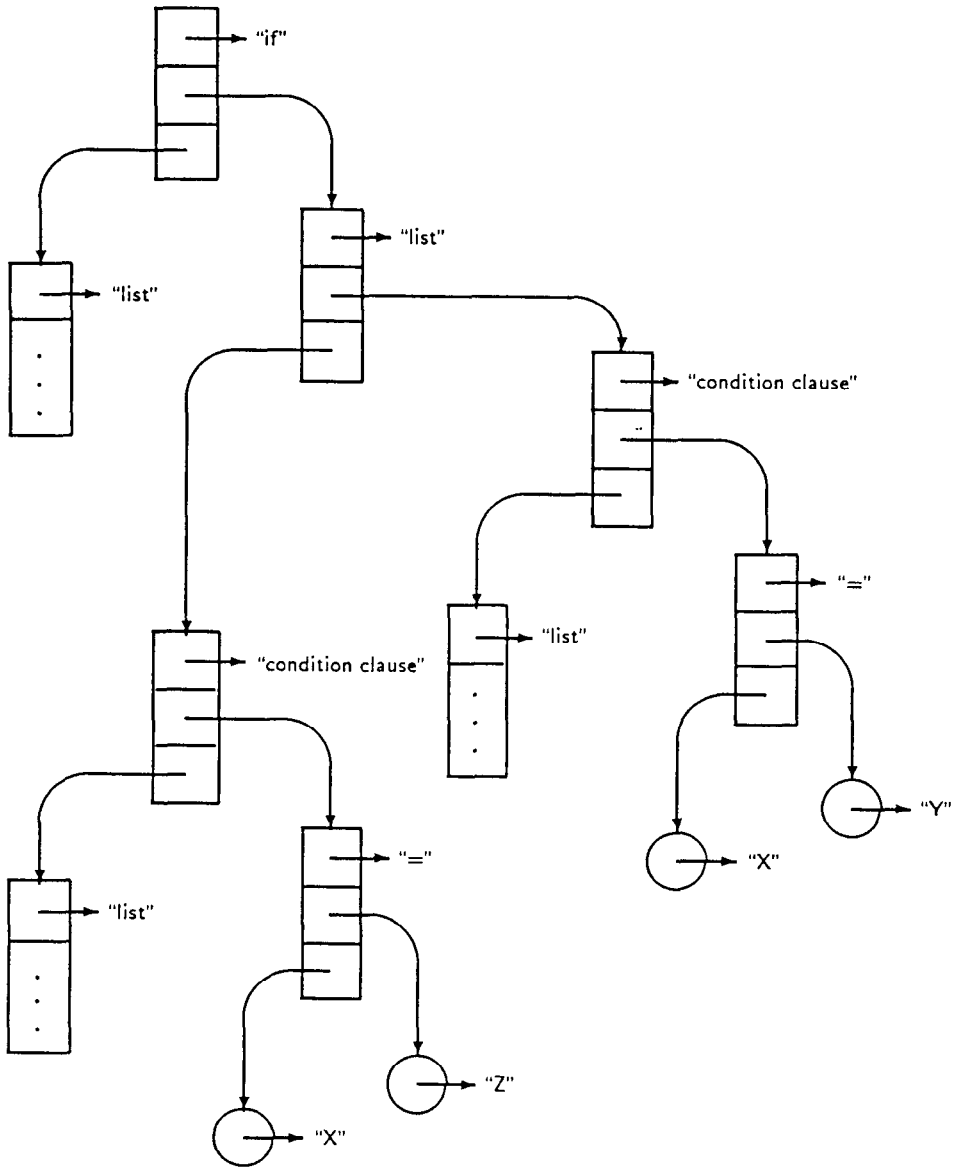 “if”
“list”
“list”
“condition clause”
“=”
“list”
“condition clause”
“Y”
“=”
“X”
“list”
“Z”
“X”